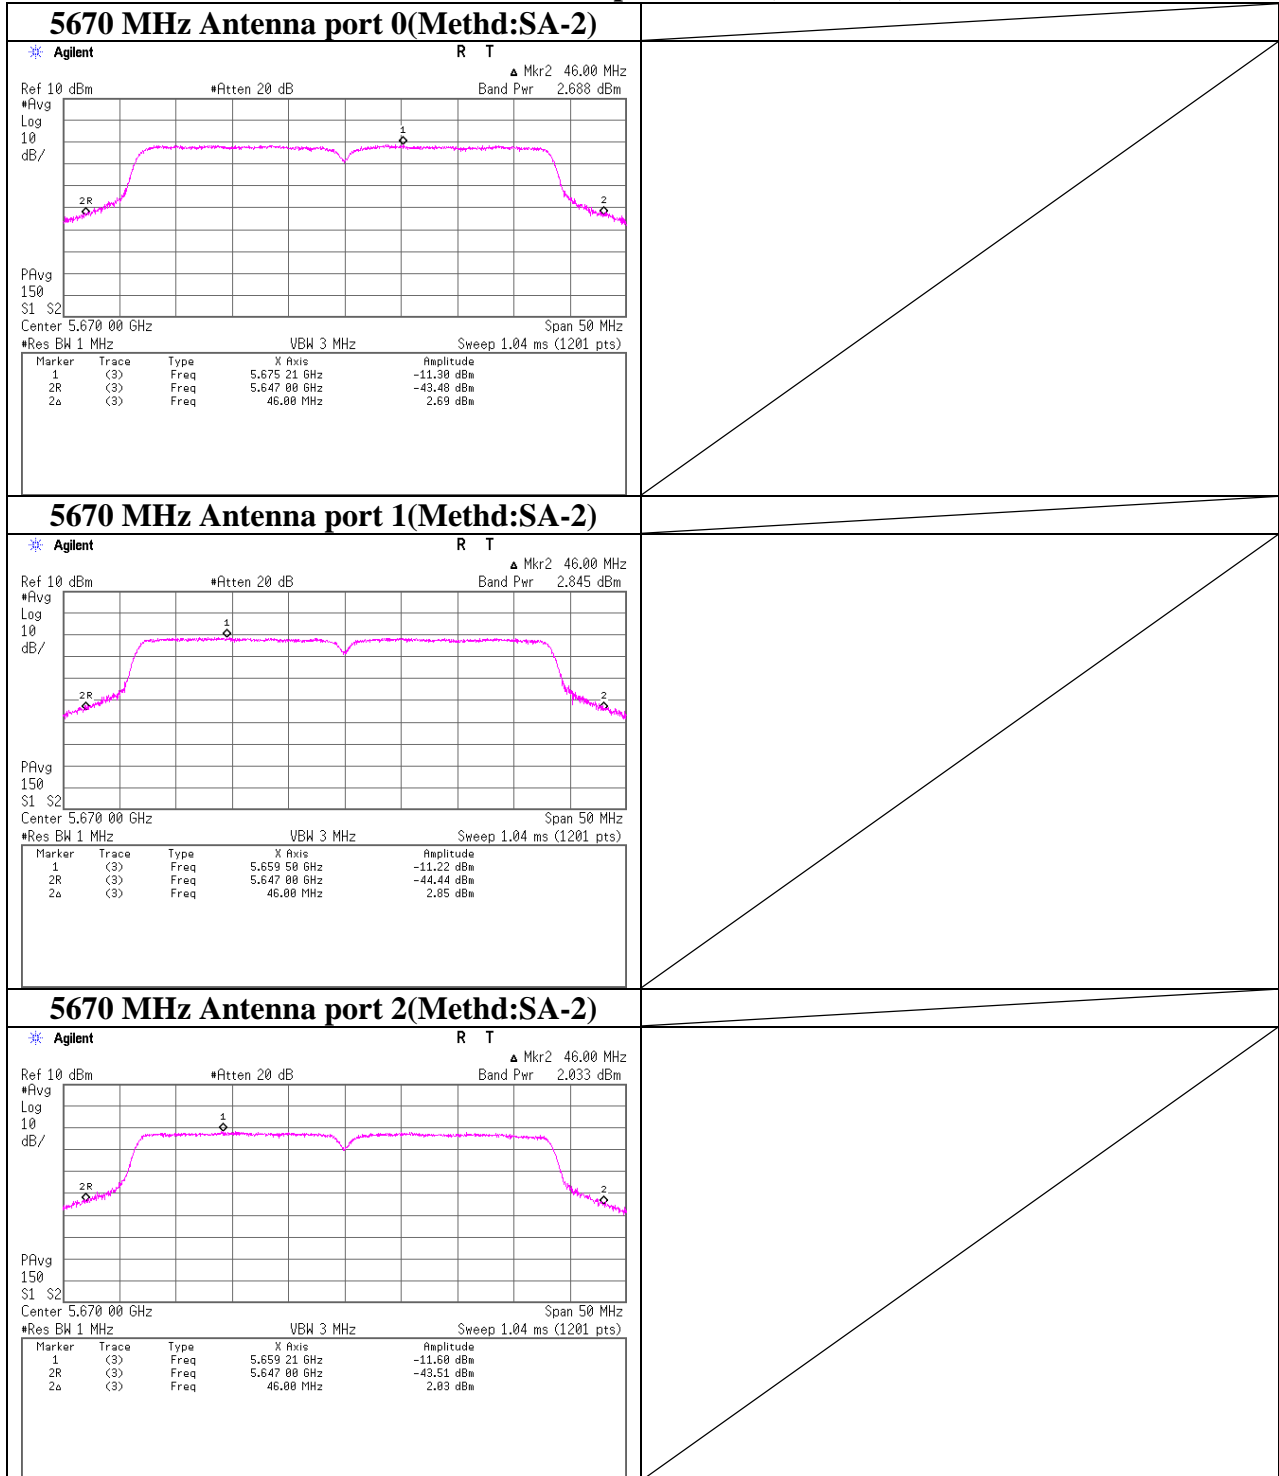 5670 MHz Antenna port 0(Methd:SA-2)
Agilent R T
Δ Mkr2 46.00 MHz
Ref 10 dBm #Atten 20 dB Band Pwr 2.688 dBm
#Avg
Log
10
dB/
1
2R
2
PAvg
150
S1 S2
Center 5.670 00 GHz Span 50 MHz
#Res BW 1 MHz VBW 3 MHz Sweep 1.04 ms (1201 pts)
Marker Trace Type X Axis Amplitude
1 (3) Freq 5.675 21 GHz -11.30 dBm
2R (3) Freq 5.647 00 GHz -43.48 dBm
2Δ (3) Freq 46.00 MHz 2.69 dBm
5670 MHz Antenna port 1(Methd:SA-2)
Agilent R T
Δ Mkr2 46.00 MHz
Ref 10 dBm #Atten 20 dB Band Pwr 2.845 dBm
#Avg
Log
10
dB/
1
2R
2
PAvg
150
S1 S2
Center 5.670 00 GHz Span 50 MHz
#Res BW 1 MHz VBW 3 MHz Sweep 1.04 ms (1201 pts)
Marker Trace Type X Axis Amplitude
1 (3) Freq 5.659 50 GHz -11.22 dBm
2R (3) Freq 5.647 00 GHz -44.44 dBm
2Δ (3) Freq 46.00 MHz 2.85 dBm
5670 MHz Antenna port 2(Methd:SA-2)
Agilent R T
Δ Mkr2 46.00 MHz
Ref 10 dBm #Atten 20 dB Band Pwr 2.033 dBm
#Avg
Log
10
dB/
1
2R
2
PAvg
150
S1 S2
Center 5.670 00 GHz Span 50 MHz
#Res BW 1 MHz VBW 3 MHz Sweep 1.04 ms (1201 pts)
Marker Trace Type X Axis Amplitude
1 (3) Freq 5.659 21 GHz -11.60 dBm
2R (3) Freq 5.647 00 GHz -43.51 dBm
2Δ (3) Freq 46.00 MHz 2.03 dBm